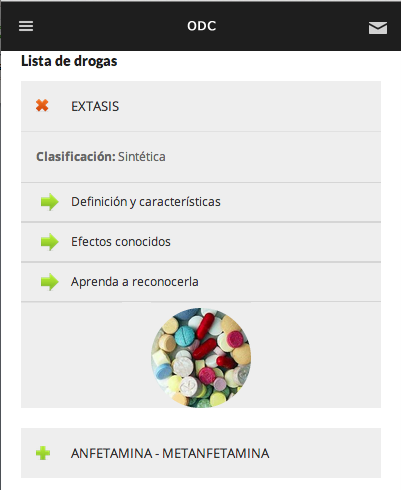 ODC
Lista de drogas
EXTASIS
Clasificación: Sintética
Definición y características
Efectos conocidos
Aprenda a reconocerla
ANFETAMINA - METANFETAMINA